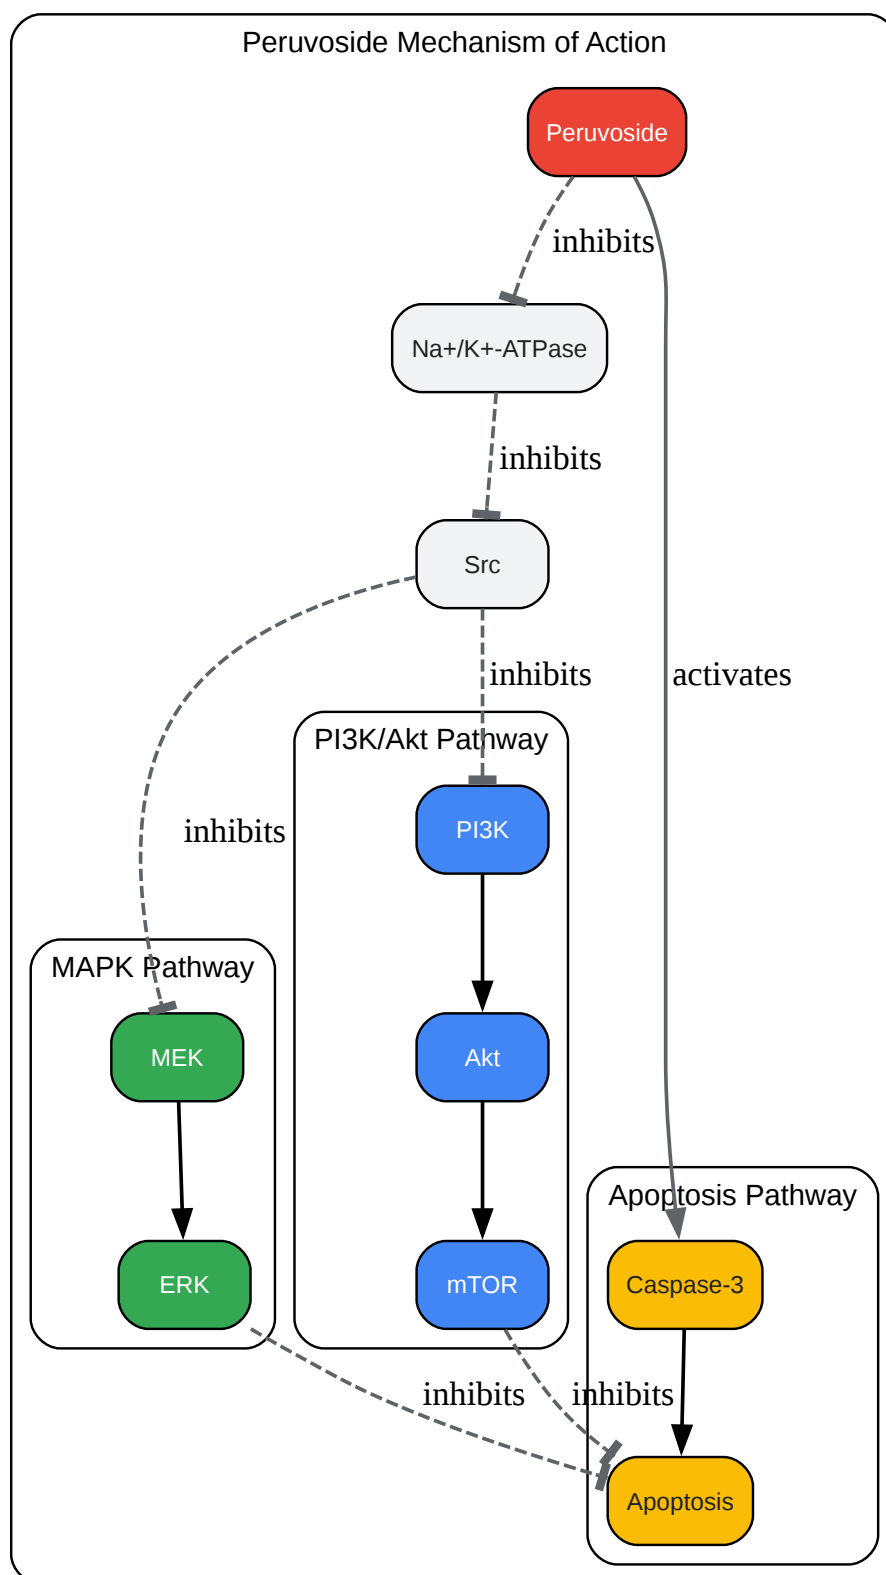 Peruvoside Mechanism of Action
Peruvoside
inhibits
Na+/K+-ATPase
inhibits
Src
inhibits
activates
PI3K/Akt Pathway
PI3K
inhibits
MAPK Pathway
MEK
Akt
Apoptosis Pathway
ERK
mTOR
Caspase-3
inhibits
inhibits
Apoptosis